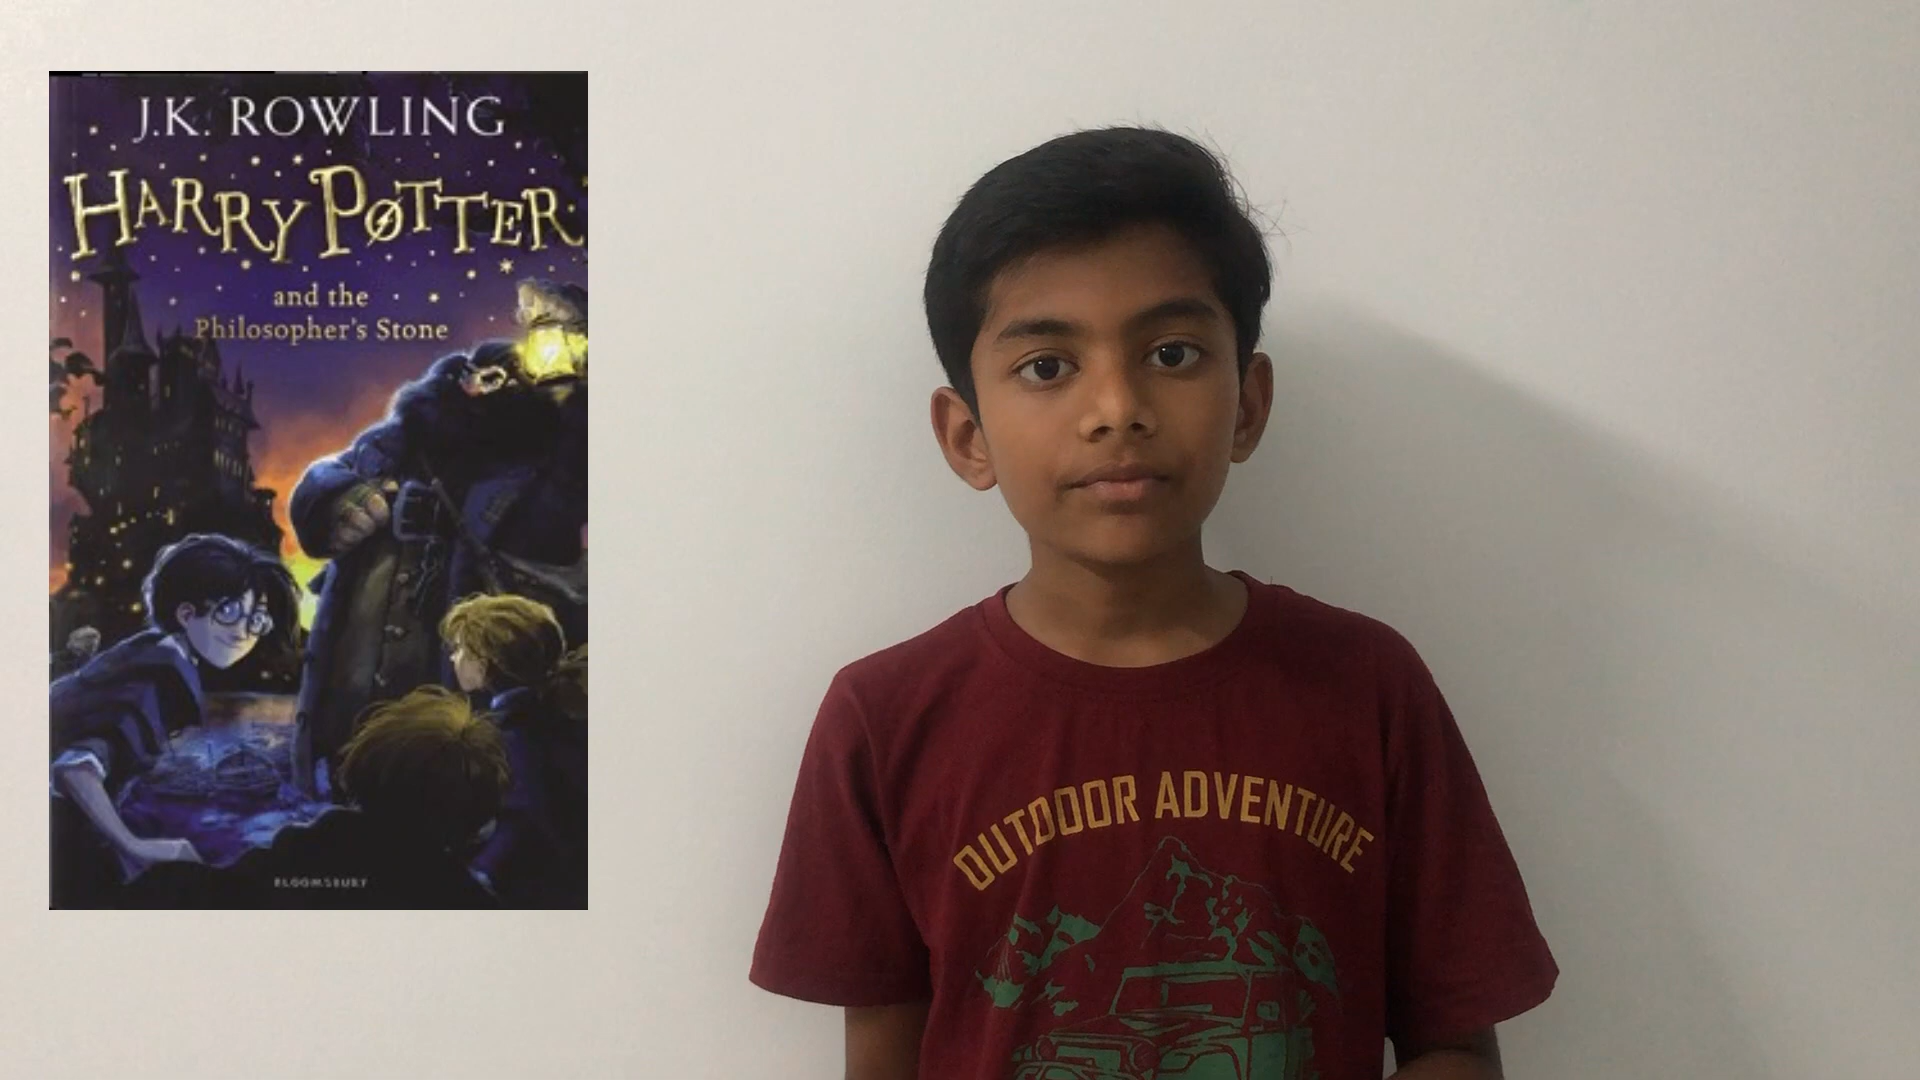 J.K. ROWLING
HARRY POTTER
and the
Philosopher's Stone
BLOOMSBURY
OUTDOOR ADVENTURE